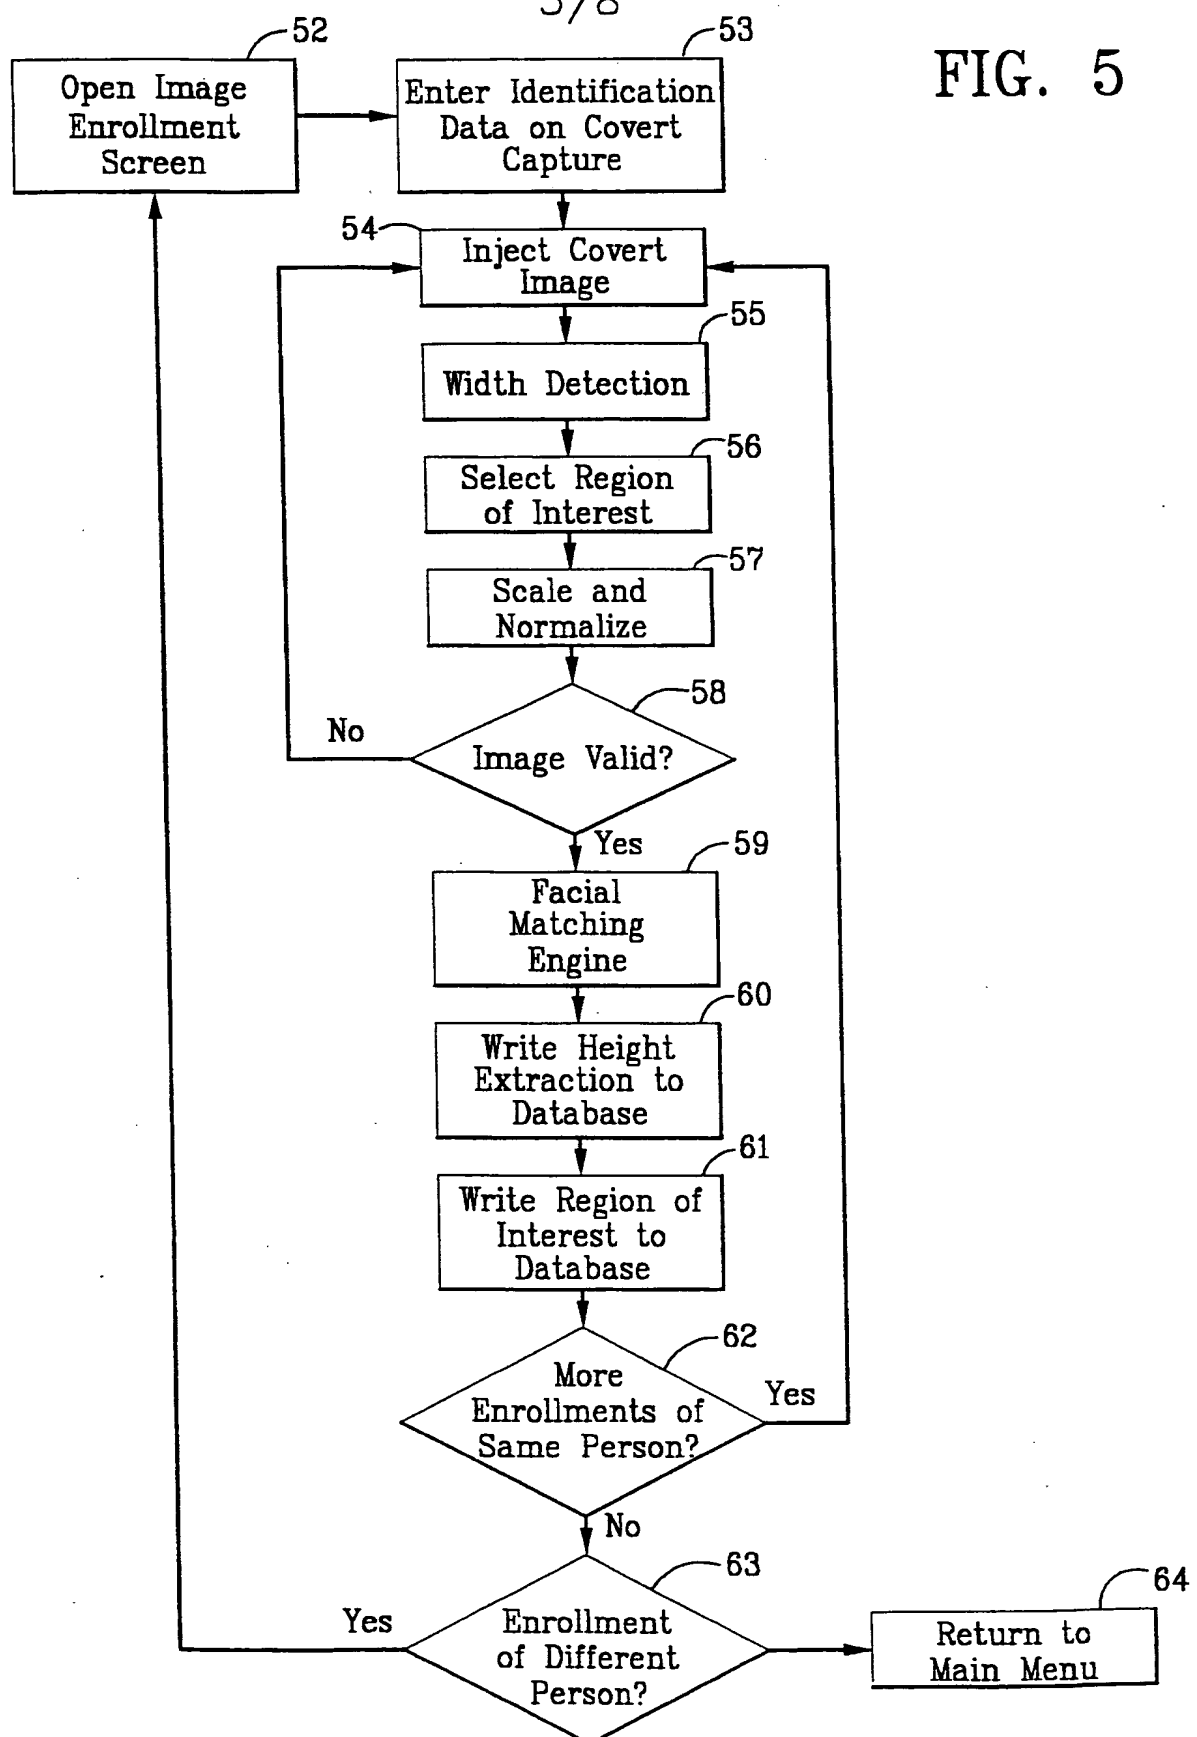 3/8
FIG. 5
52
Open Image
Enrollment
Screen
53
Enter Identification
Data on Covert
Capture
54
Inject Covert
Image
55
Width Detection
56
Select Region
of Interest
57
Scale and
Normalize
58
Image Valid?
No
Yes
59
Facial
Matching
Engine
60
Write Height
Extraction to
Database
61
Write Region of
Interest to
Database
62
More
Enrollments of
Same Person?
Yes
No
63
Enrollment
of Different
Person?
Yes
64
Return to
Main Menu